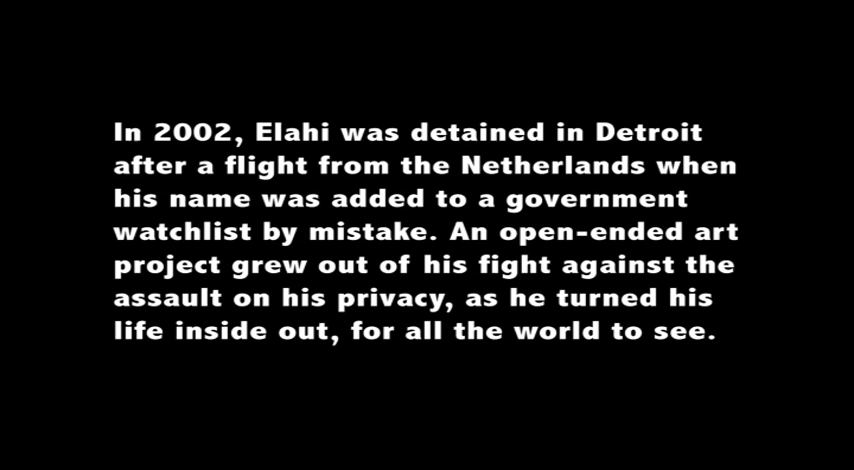 In 2002, Elahi was detained in Detroit
after a flight from the Netherlands when
his name was added to a government
watchlist by mistake. An open-ended art
project grew out of his fight against the
assault on his privacy, as he turned his
life inside out, for all the world to see.